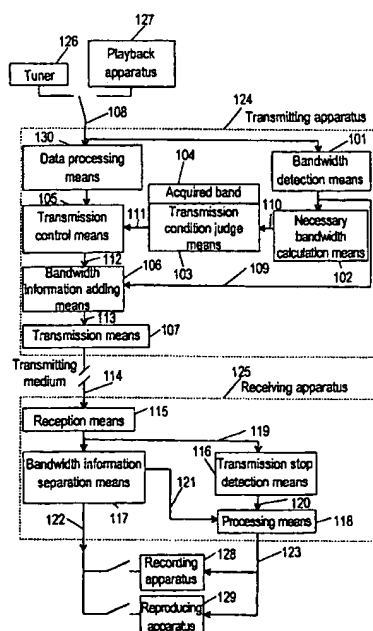 126
127
Tuner
Playback apparatus
108
124
Transmitting apparatus
130
Data processing means
104
101
Bandwidth detection means
105
Acquired band
Transmission control means
111
Transmission condition judge means
110
Necessary bandwidth calculation means
112
106
103
109
102
Bandwidth information adding means
113
107
Transmission means
Transmitting medium
114
125
Receiving apparatus
115
Reception means
119
116
Bandwidth information separation means
121
Transmission stop detection means
120
122
117
Processing means
118
123
128
Recording apparatus
129
Reproducing apparatus